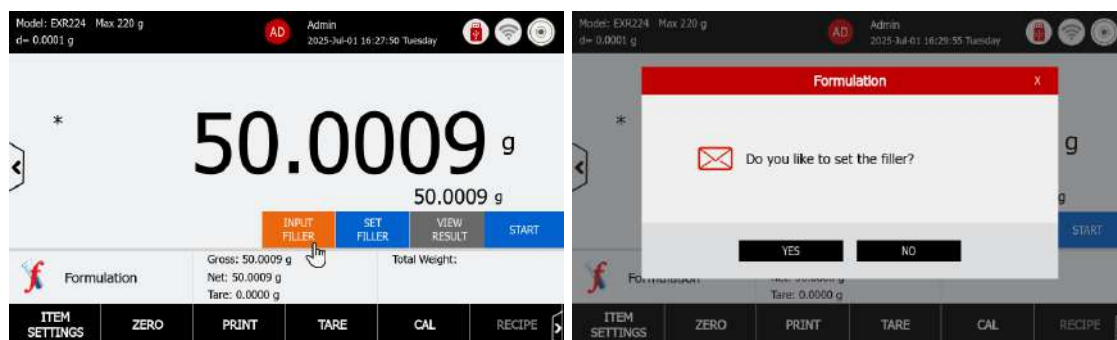 Model: EXR224 Max 220 g
d= 0.0001 g
AD
Admin
2025-Jul-01 16:27:50 Tuesday
*
50.0009 g
50.0009 g
INPUT FILLER
SET FILLER
VIEW RESULT
START
Formulation
Gross: 50.0009 g
Net: 50.0009 g
Tare: 0.0000 g
Total Weight:
ITEM SETTINGS
ZERO
PRINT
TARE
CAL
RECIPE
Model: EXR224 Max 220 g
d= 0.0001 g
AD
Admin
2025-Jul-01 16:29:55 Tuesday
Formulation
X
*
Do you like to set the filler?
g
g
YES
NO
START
Tare: 0.0000 g
ITEM SETTINGS
ZERO
PRINT
TARE
CAL
RECIPE